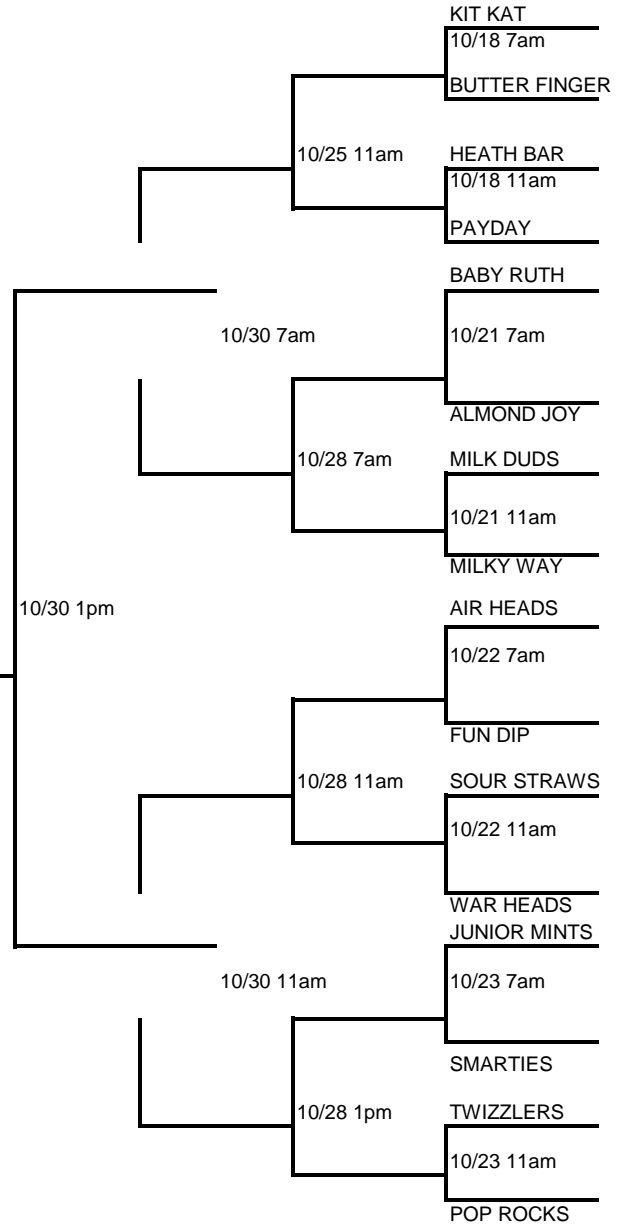 KIT KAT
10/18 7am
BUTTER FINGER
10/25 11am
HEATH BAR
10/18 11am
PAYDAY
BABY RUTH
10/30 7am
10/21 7am
ALMOND JOY
10/28 7am
MILK DUDS
10/21 11am
MILKY WAY
10/30 1pm
AIR HEADS
10/22 7am
FUN DIP
10/28 11am
SOUR STRAWS
10/22 11am
WAR HEADS
JUNIOR MINTS
10/30 11am
10/23 7am
SMARTIES
10/28 1pm
TWIZZLERS
10/23 11am
POP ROCKS